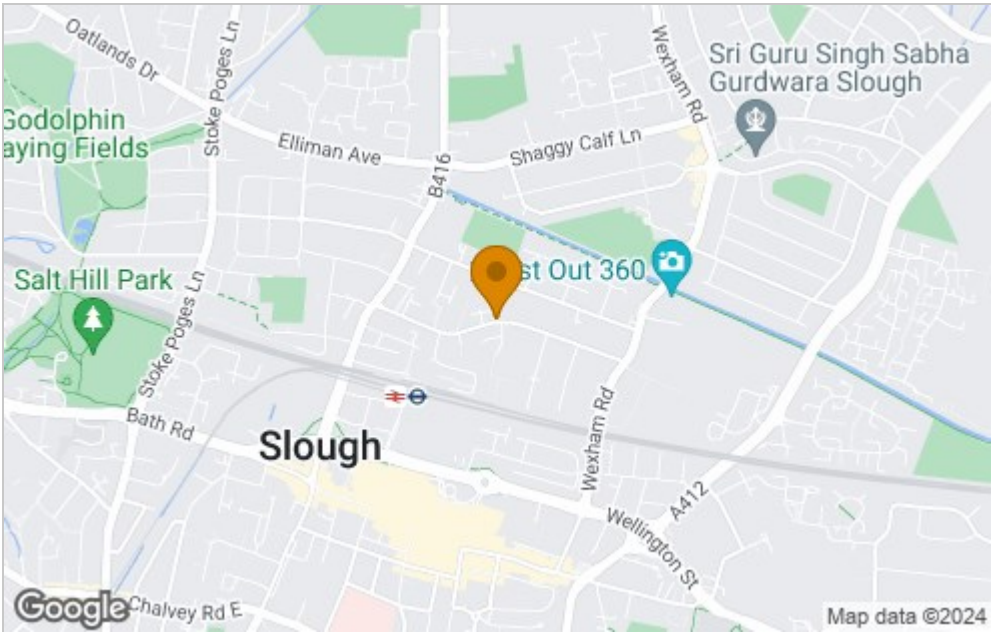 Oatlands Dr
Stoke Poges Ln
Wexham Rd
Sri Guru Singh Sabha
Gurdwara Slough
Godolphin
aying Fields
Elliman Ave
Shaggy Calf Ln
B416
st Out 360
Salt Hill Park
Stoke Poges Ln
Bath Rd
Slough
Wexham Rd
A412
Wellington St
Chalvey Rd E
Google
Map data ©2024